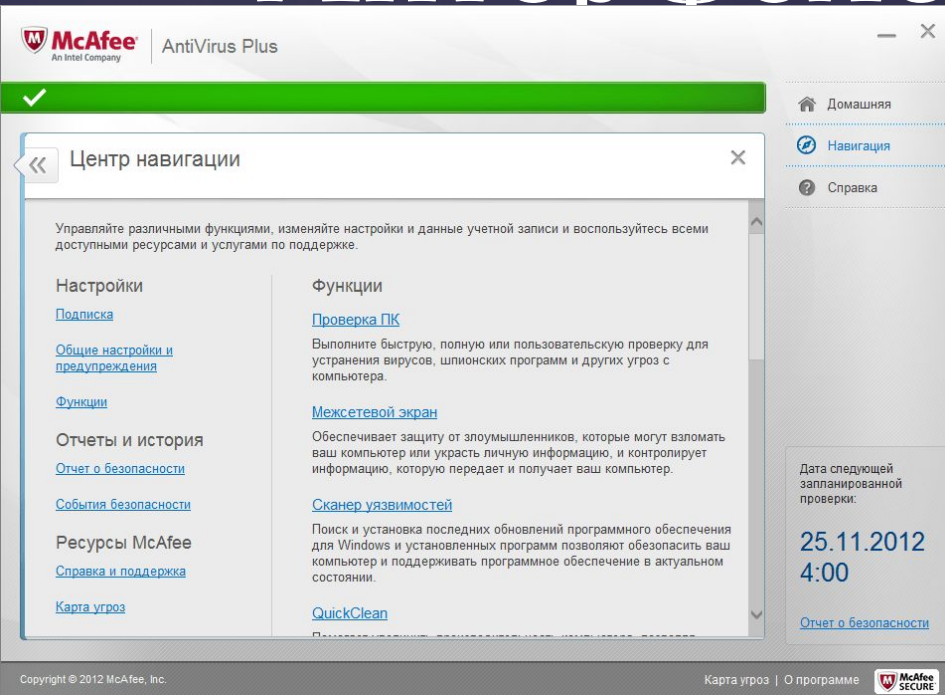 McAfee
An Intel Company
AntiVirus Plus
Домашняя
Навигация
Справка
Центр навигации
Управляйте различными функциями, изменяйте настройки и данные учетной записи и воспользуйтесь всеми
доступными ресурсами и услугами по поддержке.
Настройки
Подписка
Общие настройки и
предупреждения
Функции
Отчеты и история
Отчет о безопасности
События безопасности
Ресурсы McAfee
Справка и поддержка
Карта угроз
Функции
Проверка ПК
Выполните быструю, полную или пользовательскую проверку для
устранения вирусов, шпионских программ и других угроз с
компьютера.
Межсетевой экран
Обеспечивает защиту от злоумышленников, которые могут взломать
ваш компьютер или украсть личную информацию, и контролирует
информацию, которую передает и получает ваш компьютер.
Сканер уязвимостей
Поиск и установка последних обновлений программного обеспечения
для Windows и установленных программ позволяют обезопасить ваш
компьютер и поддерживать программное обеспечение в актуальном
состоянии.
QuickClean
Дата следующей
запланированной
проверки:
25.11.2012
4:00
Отчет о безопасности
Copyright © 2012 McAfee, Inc.
Карта угроз | О программе
McAfee
SECURE